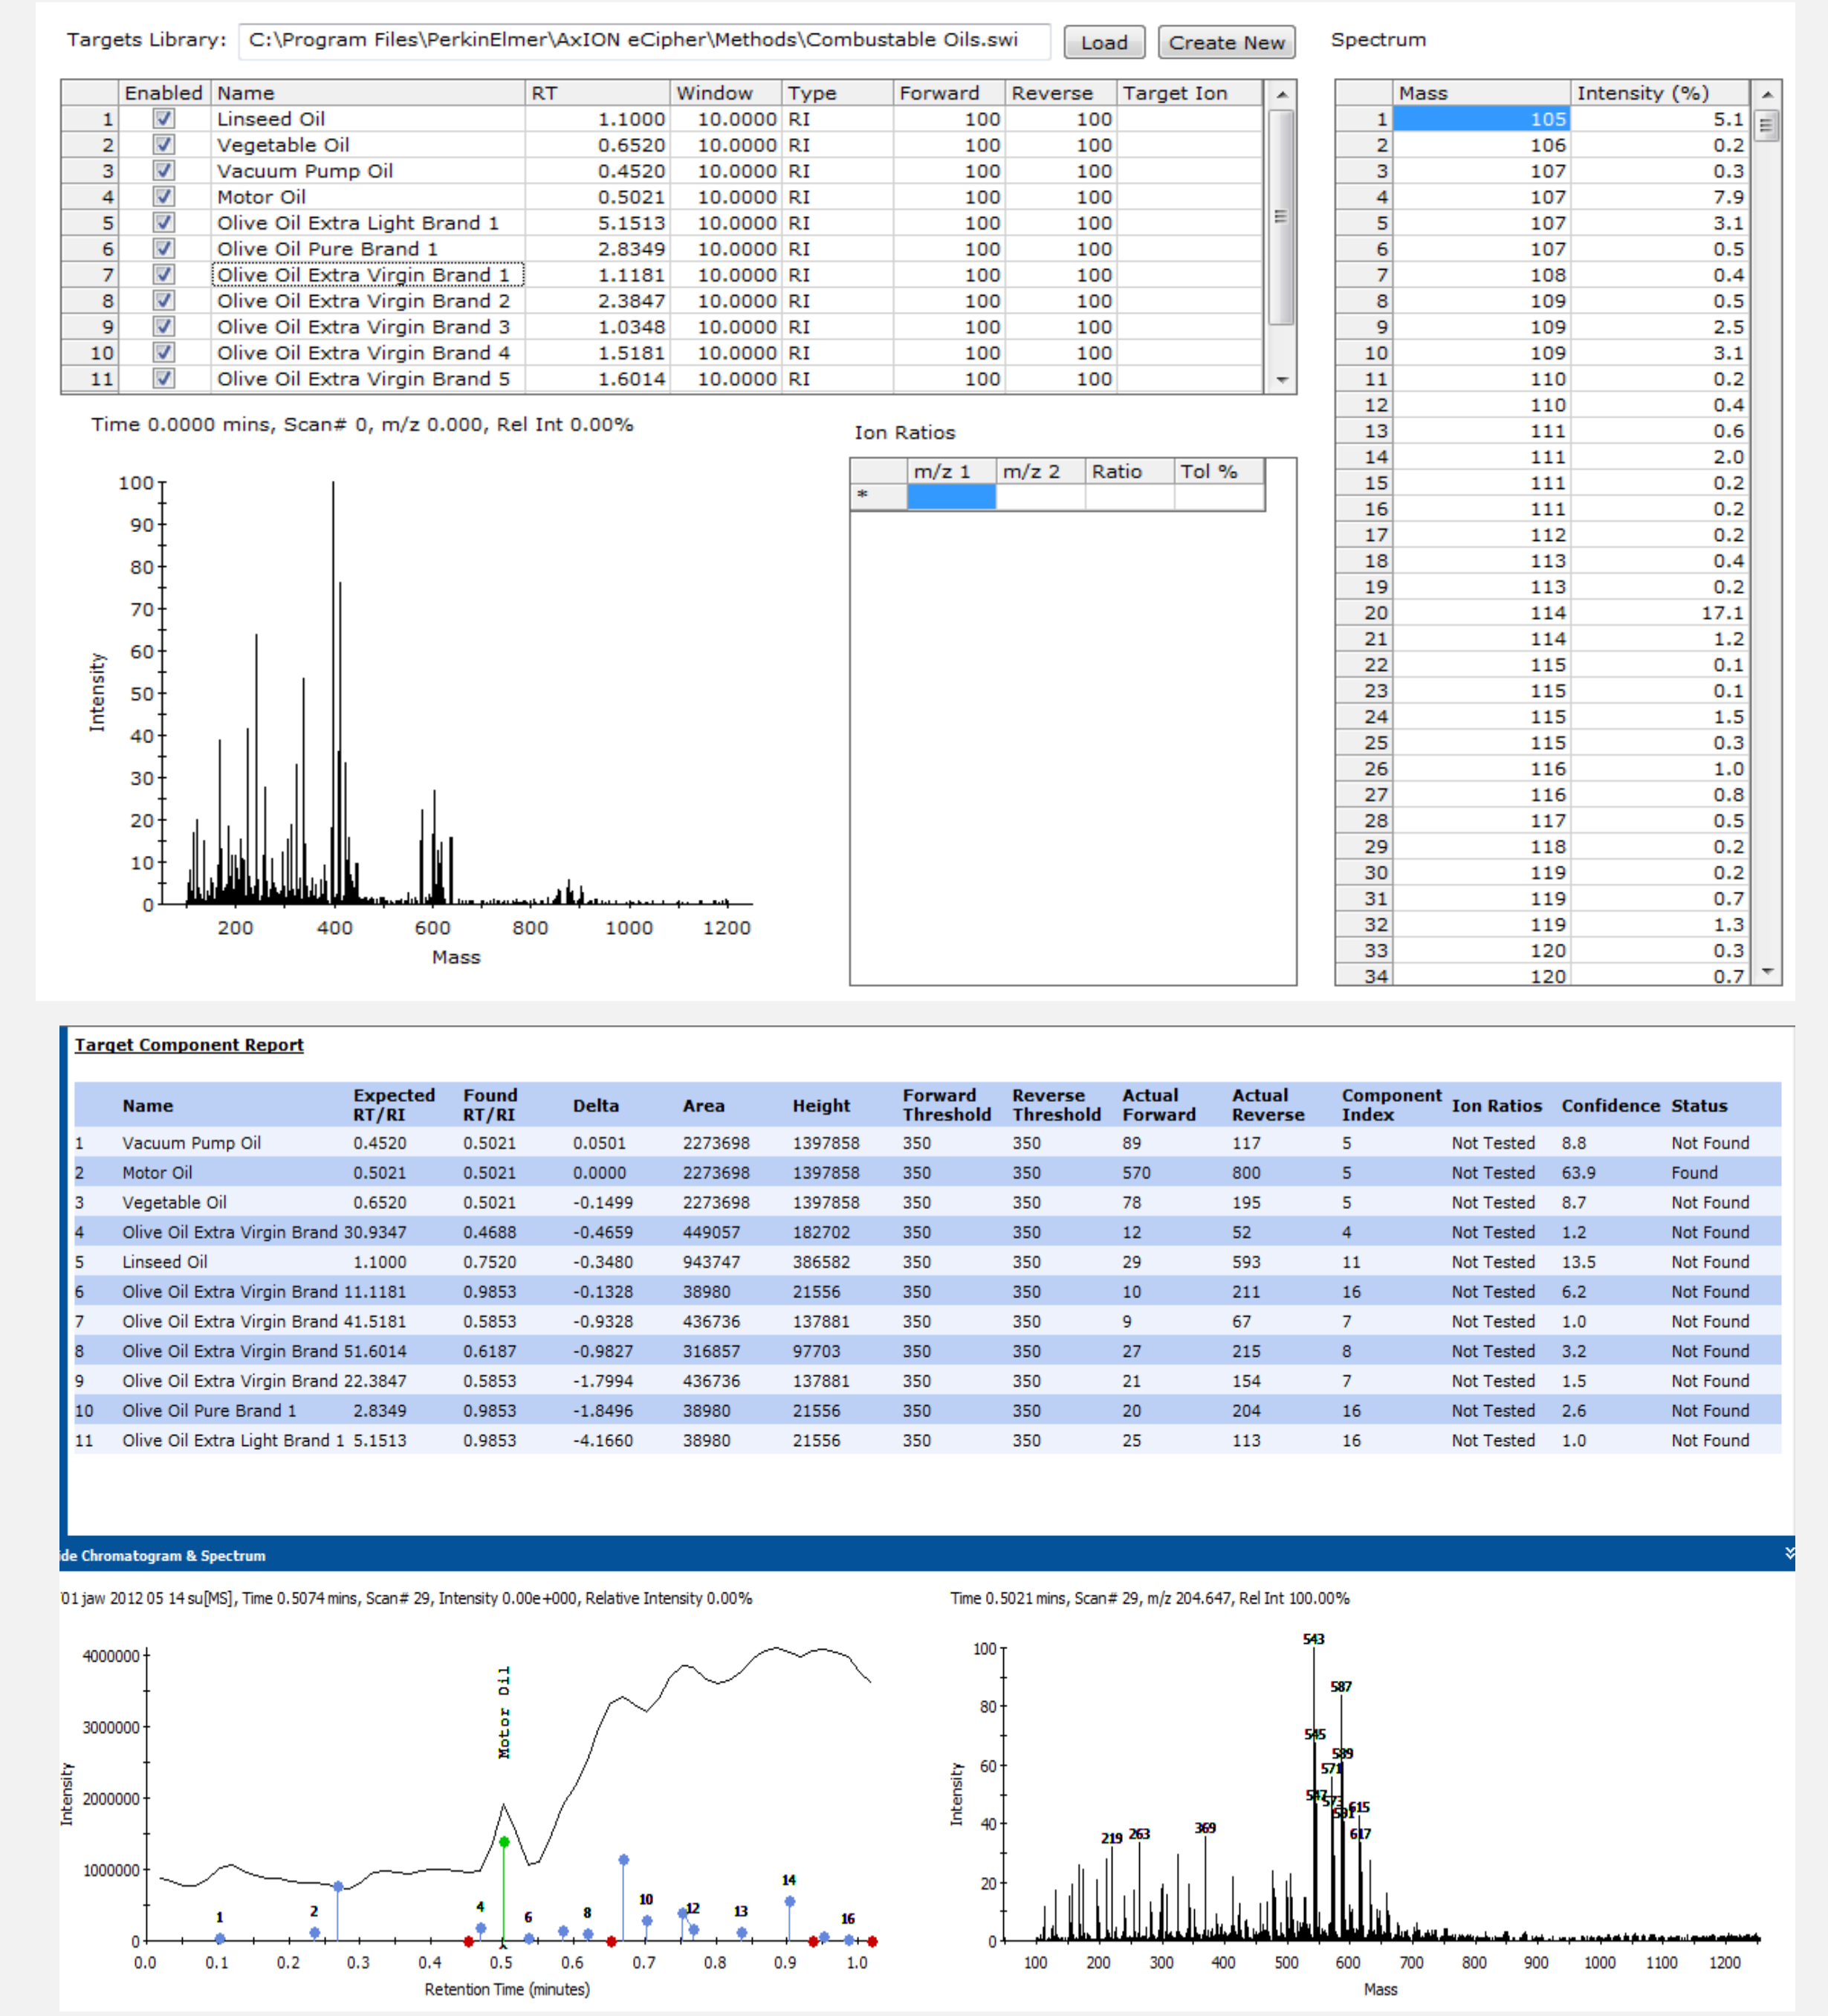 Targets Library: C:\Program Files\PerkinElmer\AxION eCipher\Methods\Combustable Oils.swi Load Create New
Enabled Name RT Window Type Forward Reverse Target Ion
1 Linseed Oil 1.1000 10.0000 RI 100 100
2 Vegetable Oil 0.6520 10.0000 RI 100 100
3 Vacuum Pump Oil 0.4520 10.0000 RI 100 100
4 Motor Oil 0.5021 10.0000 RI 100 100
5 Olive Oil Extra Light Brand 1 5.1513 10.0000 RI 100 100
6 Olive Oil Pure Brand 1 2.8349 10.0000 RI 100 100
7 Olive Oil Extra Virgin Brand 1 1.1181 10.0000 RI 100 100
8 Olive Oil Extra Virgin Brand 2 2.3847 10.0000 RI 100 100
9 Olive Oil Extra Virgin Brand 3 1.0348 10.0000 RI 100 100
10 Olive Oil Extra Virgin Brand 4 1.5181 10.0000 RI 100 100
11 Olive Oil Extra Virgin Brand 5 1.6014 10.0000 RI 100 100
Time 0.0000 mins, Scan# 0, m/z 0.000, Rel Int 0.00%
100
90
80
70
60
50
40
30
20
10
0
Intensity
200 400 600 800 1000 1200
Mass
Ion Ratios
m/z 1 m/z 2 Ratio Tol %
*
Spectrum
Mass Intensity (%)
1 105 5.1
2 106 0.2
3 107 0.3
4 107 7.9
5 107 3.1
6 107 0.5
7 108 0.4
8 109 0.5
9 109 2.5
10 109 3.1
11 110 0.2
12 110 0.4
13 111 0.6
14 111 2.0
15 111 0.2
16 111 0.2
17 112 0.2
18 113 0.4
19 113 0.2
20 114 17.1
21 114 1.2
22 115 0.1
23 115 0.1
24 115 1.5
25 115 0.3
26 116 1.0
27 116 0.8
28 117 0.5
29 118 0.2
30 119 0.2
31 119 0.7
32 119 1.3
33 120 0.3
34 120 0.7
Target Component Report
Name Expected RT/RI Found RT/RI Delta Area Height Forward Threshold Reverse Threshold Actual Forward Actual Reverse Component Index Ion Ratios Confidence Status
1 Vacuum Pump Oil 0.4520 0.5021 0.0501 2273698 1397858 350 350 89 117 5 Not Tested 8.8 Not Found
2 Motor Oil 0.5021 0.5021 0.0000 2273698 1397858 350 350 570 800 5 Not Tested 63.9 Found
3 Vegetable Oil 0.6520 0.5021 -0.1499 2273698 1397858 350 350 78 195 5 Not Tested 8.7 Not Found
4 Olive Oil Extra Virgin Brand 30.9347 0.4688 -0.4659 449057 182702 350 350 12 52 4 Not Tested 1.2 Not Found
5 Linseed Oil 1.1000 0.7520 -0.3480 943747 386582 350 350 29 593 11 Not Tested 13.5 Not Found
6 Olive Oil Extra Virgin Brand 11.1181 0.9853 -0.1328 38980 21556 350 350 10 211 16 Not Tested 6.2 Not Found
7 Olive Oil Extra Virgin Brand 41.5181 0.5853 -0.9328 436736 137881 350 350 9 67 7 Not Tested 1.0 Not Found
8 Olive Oil Extra Virgin Brand 51.6014 0.6187 -0.9827 316857 97703 350 350 27 215 8 Not Tested 3.2 Not Found
9 Olive Oil Extra Virgin Brand 22.3847 0.5853 -1.7994 436736 137881 350 350 21 154 7 Not Tested 1.5 Not Found
10 Olive Oil Pure Brand 1 2.8349 0.9853 -1.8496 38980 21556 350 350 20 204 16 Not Tested 2.6 Not Found
11 Olive Oil Extra Light Brand 1 5.1513 0.9853 -4.1660 38980 21556 350 350 25 113 16 Not Tested 1.0 Not Found
ide Chromatogram & Spectrum
01 jaw 2012 05 14 su[MS], Time 0.5074 mins, Scan# 29, Intensity 0.00e+000, Relative Intensity 0.00%
4000000
3000000
2000000
1000000
0
Intensity
Motor Oil
1 2 4 6 8 10 12 13 14 16
0.0 0.1 0.2 0.3 0.4 0.5 0.6 0.7 0.8 0.9 1.0
Retention Time (minutes)
Time 0.5021 mins, Scan# 29, m/z 204.647, Rel Int 100.00%
100
80
60
40
20
0
Intensity
543
587
545
589
571
547
573
591
615
617
219 263 369
100 200 300 400 500 600 700 800 900 1000 1100 1200
Mass